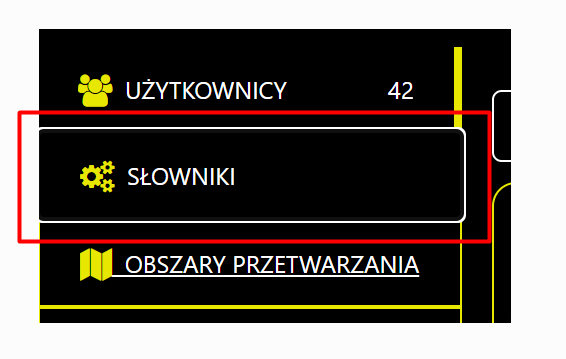 UŻYTKOWNICY 42
SŁOWNIKI
OBSZARY PRZETWARZANIA